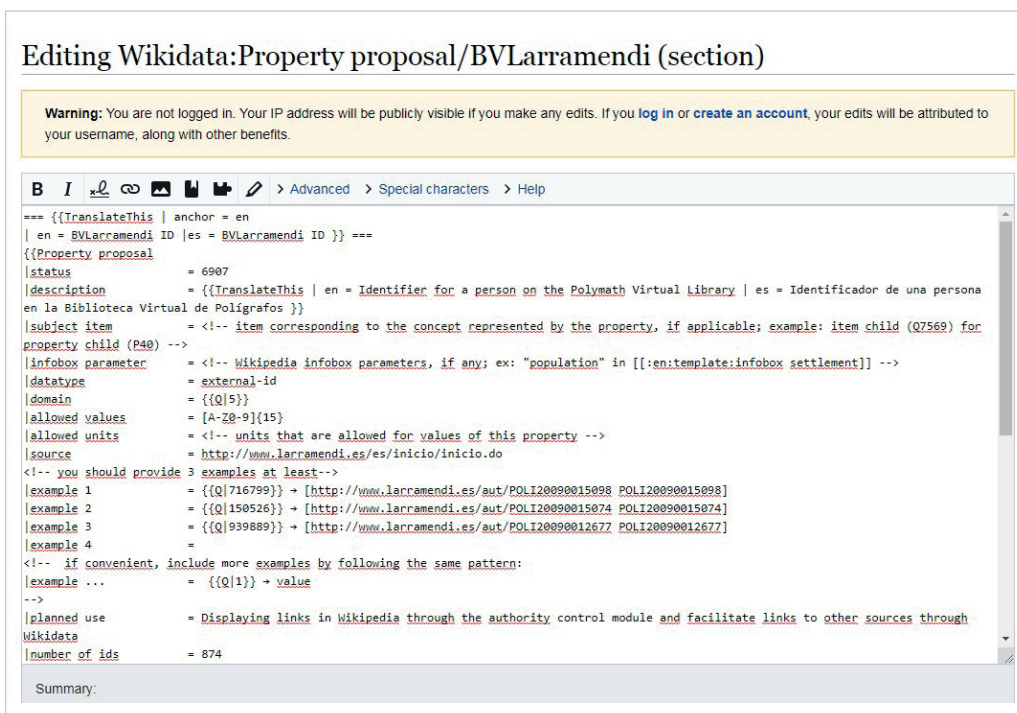 Editing Wikidata:Property proposal/BVLarramendi (section)
Warning: You are not logged in. Your IP address will be publicly visible if you make any edits. If you log in or create an account, your edits will be attributed to
your username, along with other benefits.
B I > Advanced > Special characters > Help
=== {{TranslateThis | anchor = en
| en = BVLarramendi ID |es = BVLarramendi ID }} ===
{{Property proposal
|status = 6907
|description = {{TranslateThis | en = Identifier for a person on the Polymath Virtual Library | es = Identificador de una persona
en la Biblioteca Virtual de Polígrafos }}
|subject item = <!-- item corresponding to the concept represented by the property, if applicable; example: item child (Q7569) for
property child (P40) -->
|infobox parameter = <!-- Wikipedia infobox parameters, if any; ex: "population" in [[:en:template:infobox settlement]] -->
|datatype = external-id
|domain = {{Q|5}}
|allowed values = [A-Z0-9]{15}
|allowed units = <!-- units that are allowed for values of this property -->
|source = http://www.larramendi.es/es/inicio/inicio.do
<!-- you should provide 3 examples at least-->
|example 1 = {{Q|716799}} → [http://www.larramendi.es/aut/POLI20090015098 POLI20090015098]
|example 2 = {{Q|150526}} → [http://www.larramendi.es/aut/POLI20090015074 POLI20090015074]
|example 3 = {{Q|939889}} → [http://www.larramendi.es/aut/POLI20090012677 POLI20090012677]
|example 4 =
<!-- if convenient, include more examples by following the same pattern:
|example ... = {{Q|1}} → value
-->
|planned use = Displaying links in Wikipedia through the authority control module and facilitate links to other sources through
Wikidata
|number of ids = 874
Summary: